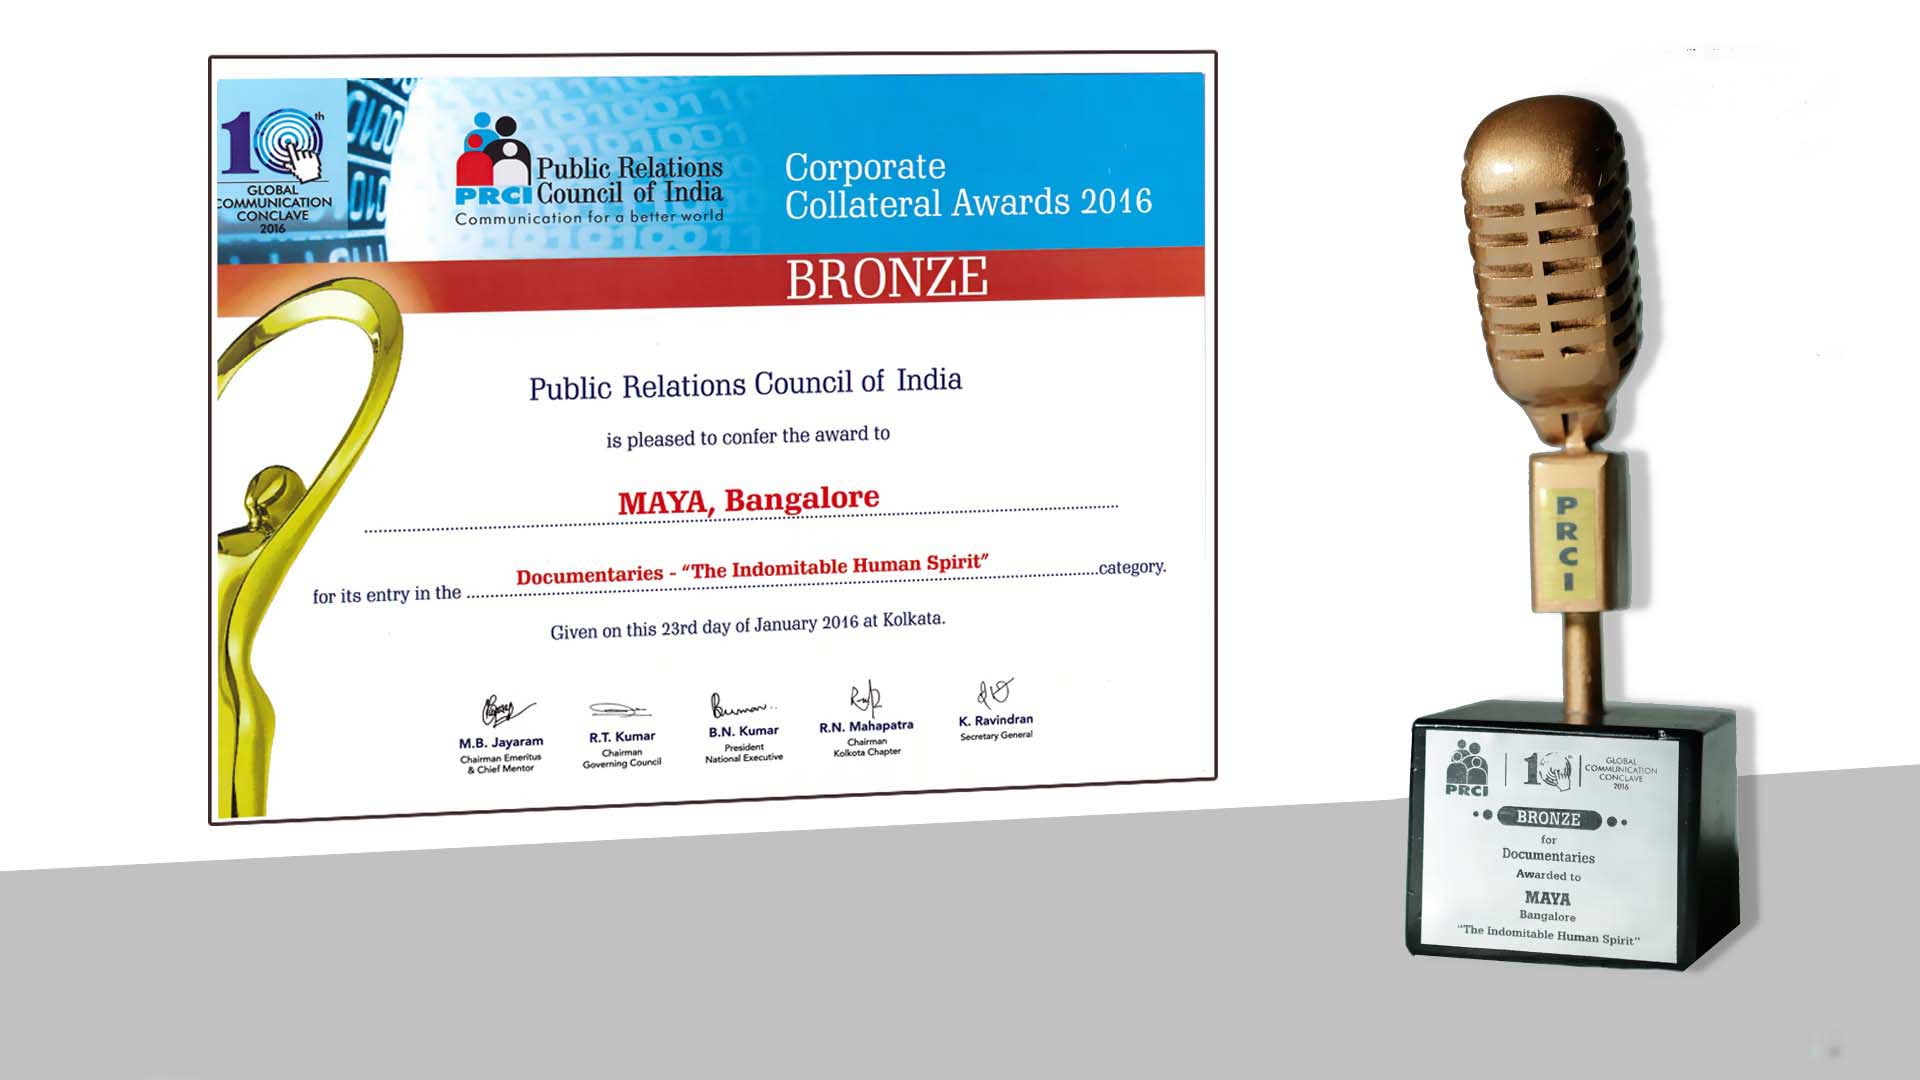 10th
GLOBAL
COMMUNICATION
CONCLAVE
2016
PRCI
Public Relations
Council of India
Communication for a better world
Corporate
Collateral Awards 2016
BRONZE
Public Relations Council of India
is pleased to confer the award to
MAYA, Bangalore
for its entry in the Documentaries - “The Indomitable Human Spirit” category.
Given on this 23rd day of January 2016 at Kolkata.
M.B. Jayaram
Chairman Emeritus
& Chief Mentor
R.T. Kumar
Chairman
Governing Council
B.N. Kumar
President
National Executive
R.N. Mahapatra
Chairman
Kolkota Chapter
K. Ravindran
Secretary General
PRCI
PRCI
10
GLOBAL
COMMUNICATION
CONCLAVE
2016
BRONZE
for
Documentaries
Awarded to
MAYA
Bangalore
“The Indomitable Human Spirit”